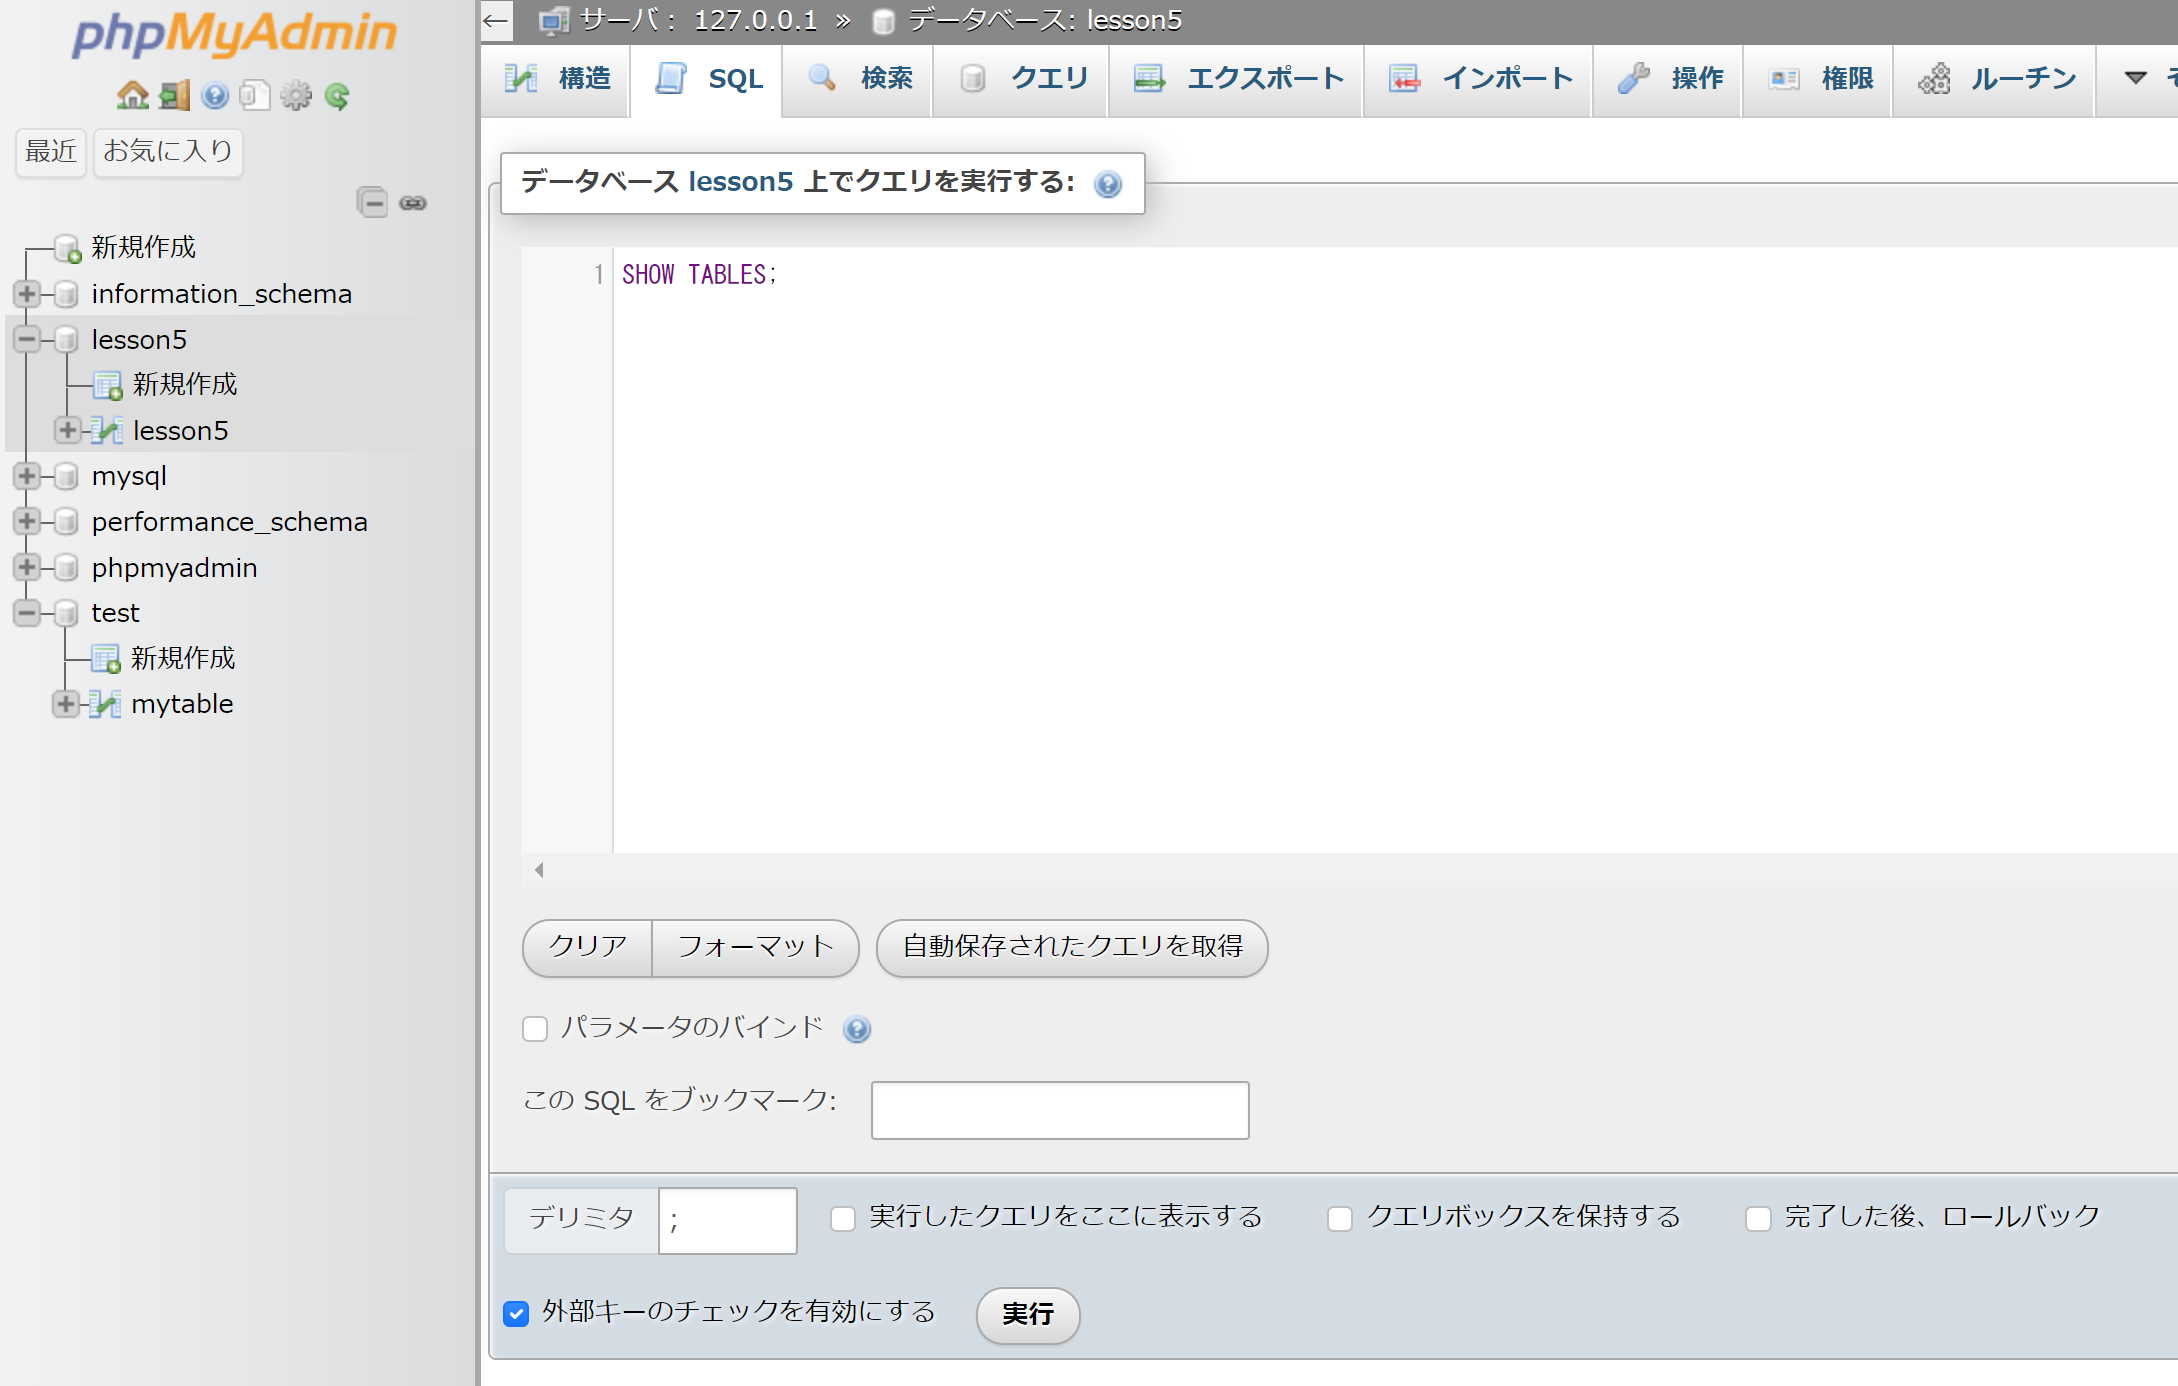 phpMyAdmin
最近 お気に入り
新規作成
information_schema
lesson5
新規作成
lesson5
mysql
performance_schema
phpmyadmin
test
新規作成
mytable
← サーバ: 127.0.0.1 » データベース: lesson5
構造 SQL 検索 クエリ エクスポート インポート 操作 権限 ルーチン
データベース lesson5 上でクエリを実行する:
1 SHOW TABLES;
クリア フォーマット 自動保存されたクエリを取得
パラメータのバインド
この SQL をブックマーク:
デリミタ ; 実行したクエリをここに表示する クエリボックスを保持する 完了した後、ロールバック
外部キーのチェックを有効にする 実行